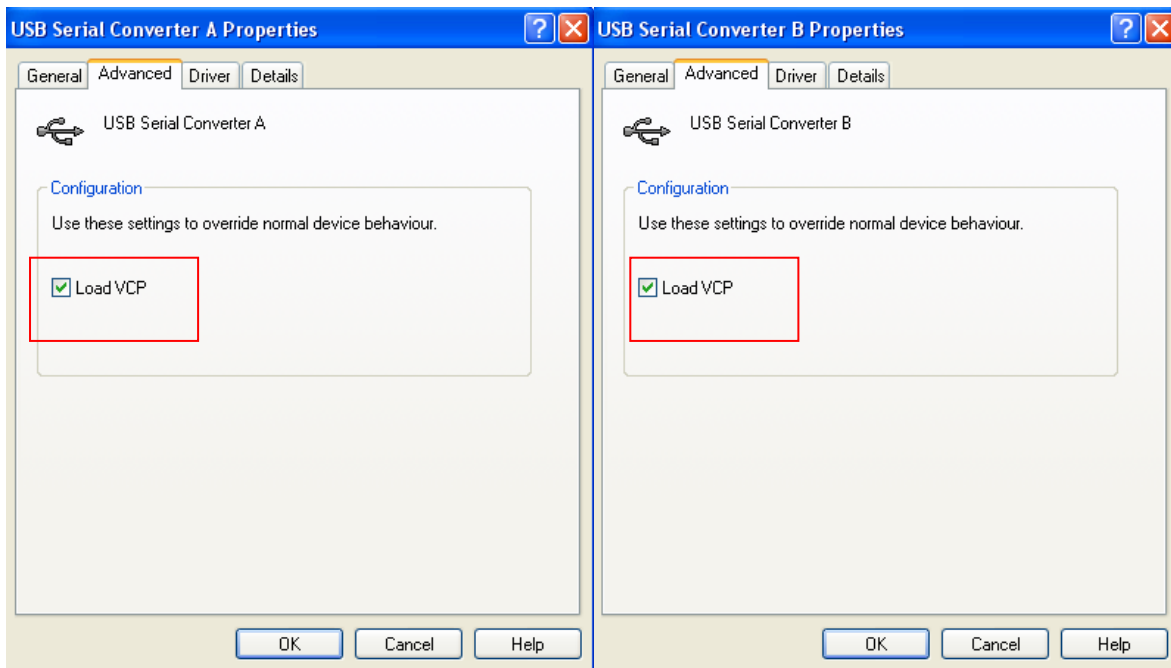 USB Serial Converter A Properties
General Advanced Driver Details
USB Serial Converter A
Configuration
Use these settings to override normal device behaviour.
Load VCP
OK Cancel Help
USB Serial Converter B Properties
General Advanced Driver Details
USB Serial Converter B
Configuration
Use these settings to override normal device behaviour.
Load VCP
OK Cancel Help